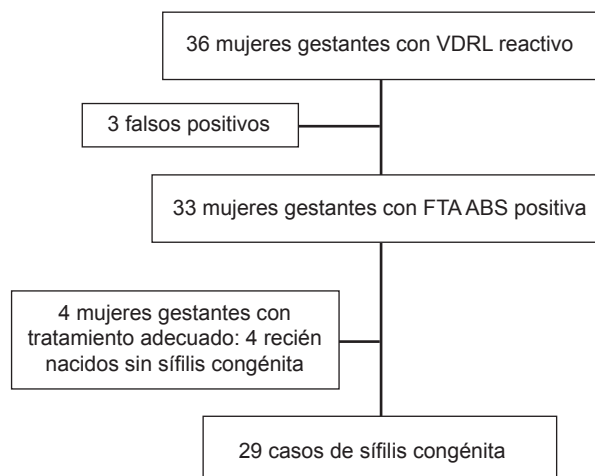 36 mujeres gestantes con VDRL reactivo
3 falsos positivos
33 mujeres gestantes con FTA ABS positiva
4 mujeres gestantes con
tratamiento adecuado: 4 recién
nacidos sin sífilis congénita
29 casos de sífilis congénita